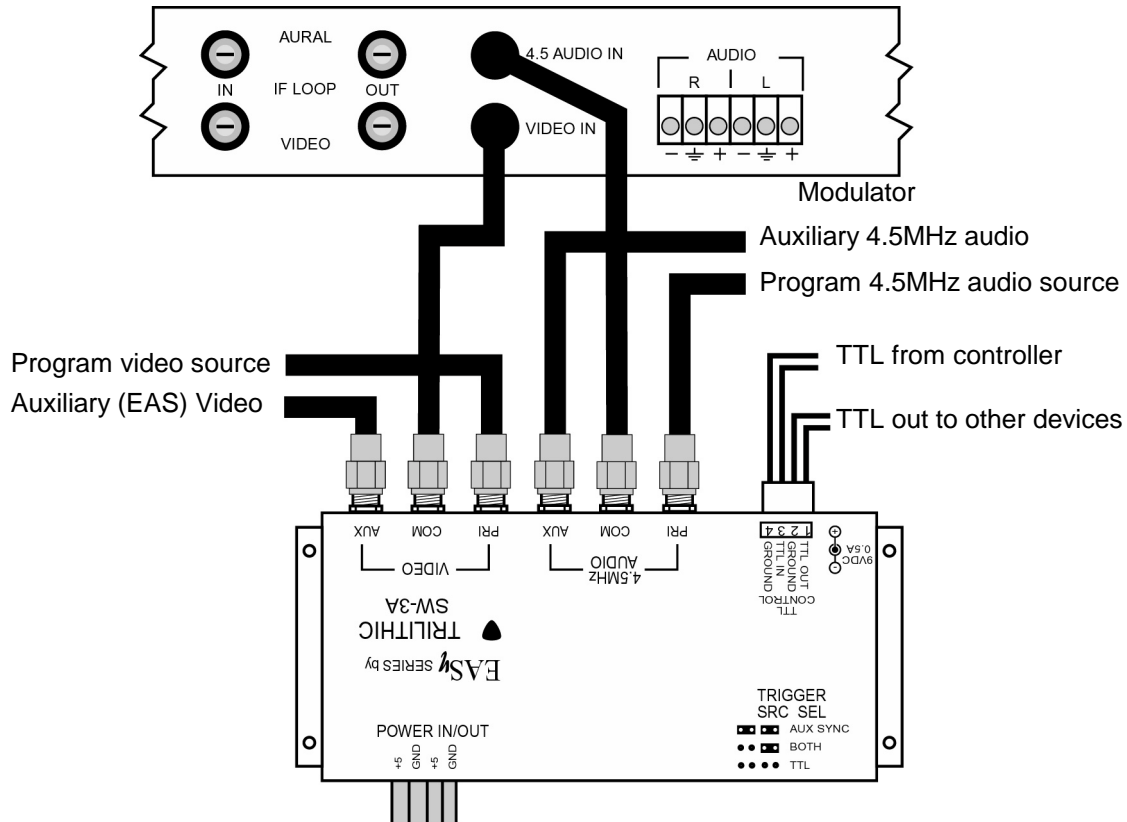 AURAL
4.5 AUDIO IN
IN
IF LOOP
OUT
VIDEO IN
VIDEO
AUDIO
R
L
− ⏚ + − ⏚ +
Modulator
Auxiliary 4.5MHz audio
Program 4.5MHz audio source
Program video source
Auxiliary (EAS) Video
TTL from controller
TTL out to other devices
AUX
COM
PRI
VIDEO
AUX
COM
PRI
4.5MHz
AUDIO
1 2 3 4
TTL OUT
GROUND
TTL IN
GROUND
TTL
CONTROL
9VDC
0.5A
+
-
EASy SERIES by
TRILITHIC
SW-3A
TRIGGER
SRC SEL
AUX SYNC
BOTH
TTL
POWER IN/OUT
+5
GND
+5
GND